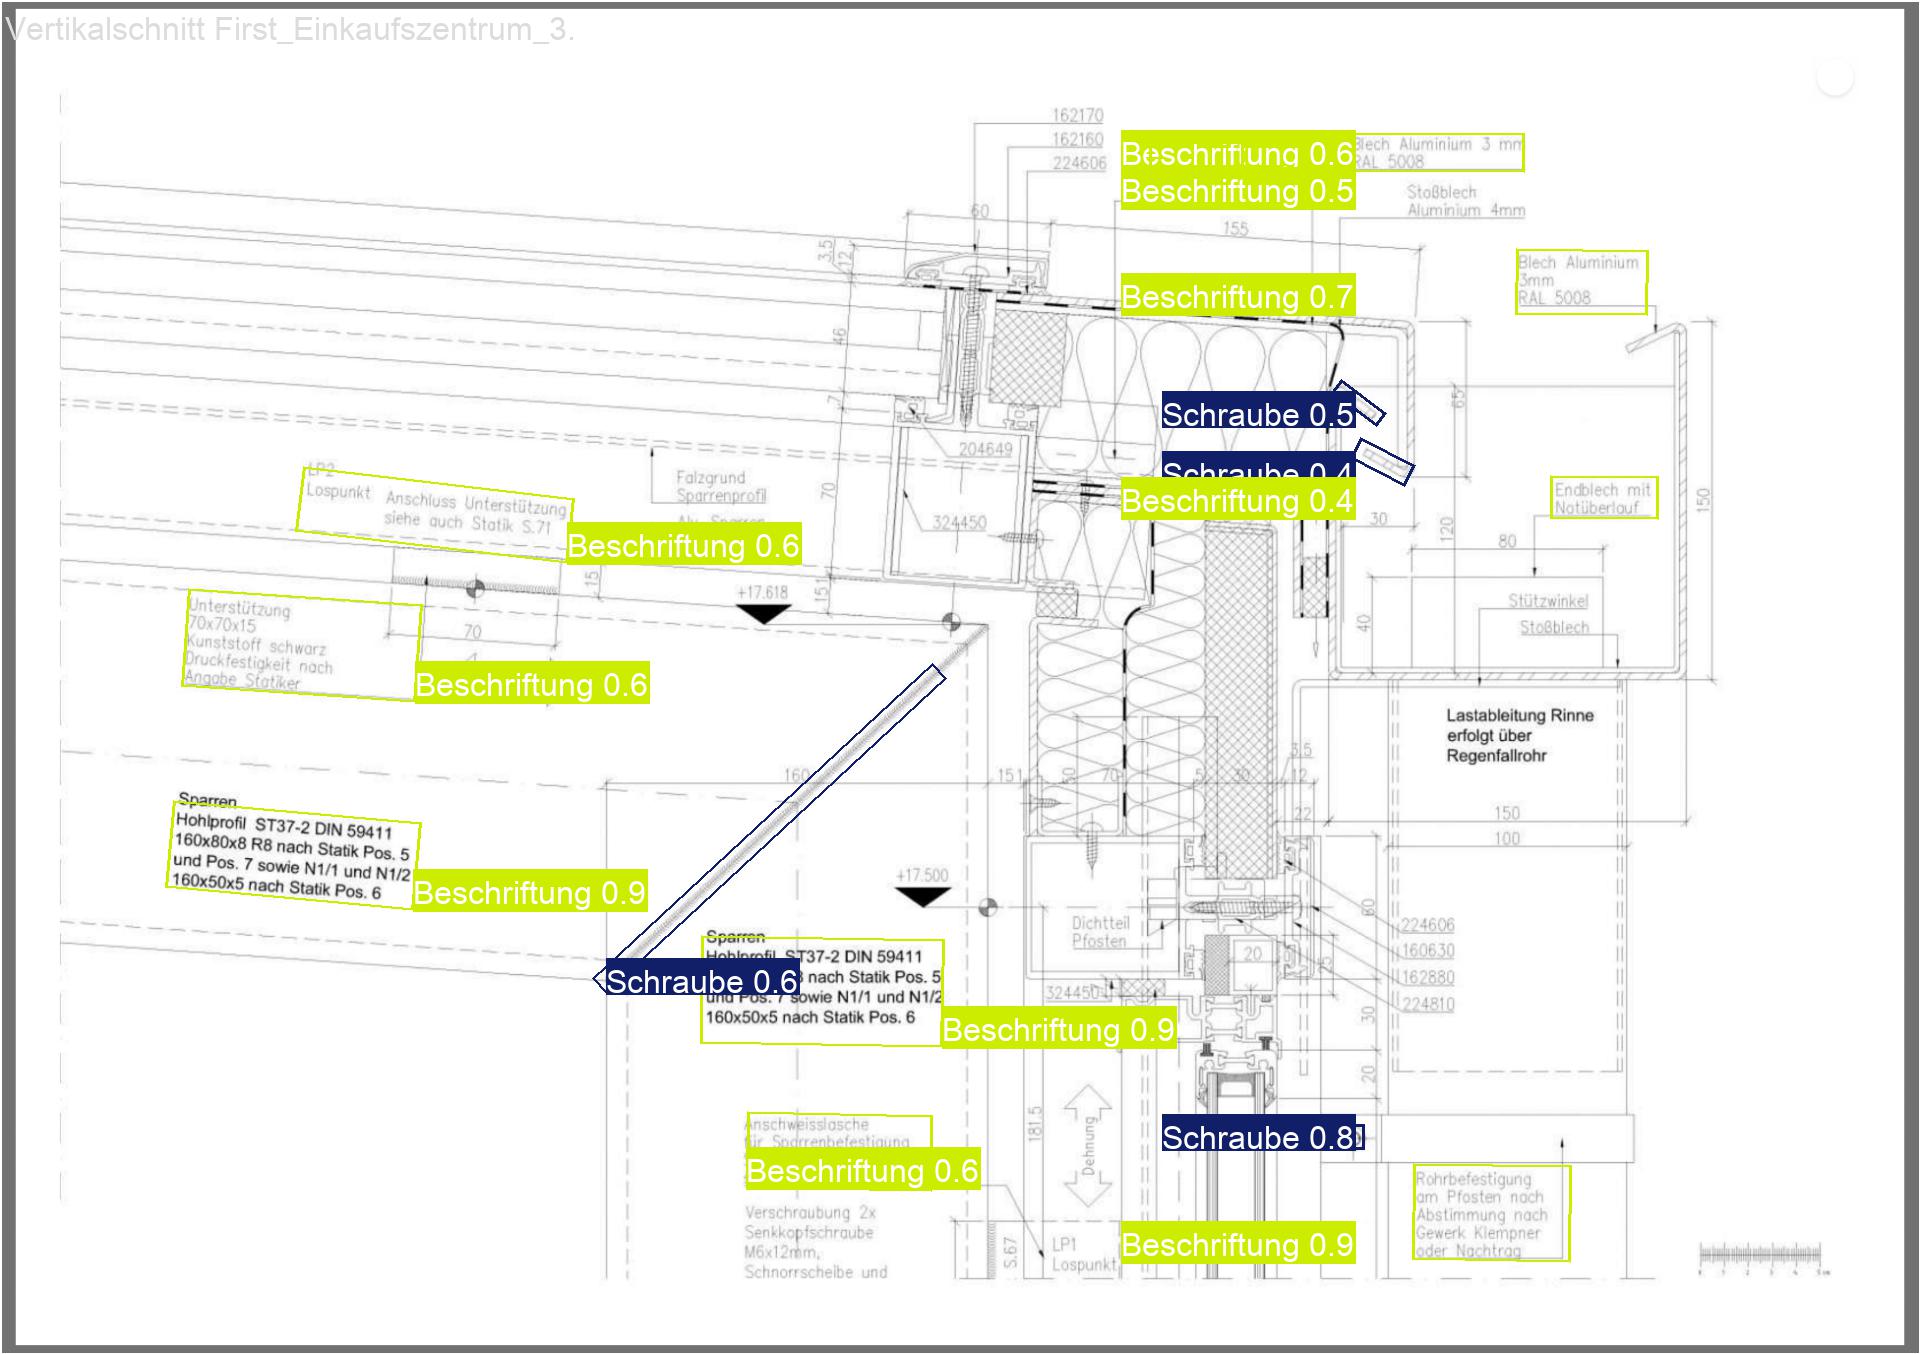 Vertikalschnitt First_Einkaufszentrum_3.
162170
162160
224606
Beschriftung 0.6
Blech Aluminium 3 mm
RAL 5008
Beschriftung 0.5
Stoßblech
Aluminium 4mm
60
155
3.5
12
Blech Aluminium
3mm
RAL 5008
Beschriftung 0.7
46
7
65
Schraube 0.5
204649
Schraube 0.4
Beschriftung 0.4
LP2
Lospunkt
Anschluss Unterstützung
siehe auch Statik S.71
Beschriftung 0.6
Falzgrund
Sparrenprofil
Alu Sparren
70
324450
30
120
150
Endblech mit
Notüberlauf
80
15
151
+17.618
40
Stützwinkel
Stoßblech
Unterstützung
70x70x15
Kunststoff schwarz
Druckfestigkeit nach
Angabe Statiker
70
Beschriftung 0.6
Lastableitung Rinne
erfolgt über
Regenfallrohr
160
151
50
70
5
30
3.5
12
22
150
100
Sparren
Hohlprofil ST37-2 DIN 59411
160x80x8 R8 nach Statik Pos. 5
und Pos. 7 sowie N1/1 und N1/2
160x50x5 nach Statik Pos. 6
Beschriftung 0.9
+17.500
Dichtteil
Pfosten
60
224606
160630
162880
224810
20
25
324450
30
20
Sparren
Hohlprofil ST37-2 DIN 59411
nach Statik Pos. 5
und Pos. 7 sowie N1/1 und N1/2
160x50x5 nach Statik Pos. 6
Schraube 0.6
Beschriftung 0.9
Anschweisslasche
für Sparrenbefestigung
Beschriftung 0.6
Verschraubung 2x
Senkkopfschraube
M6x12mm,
Schnorrscheibe und
181.5
Dehnung
Schraube 0.8
S.67
LP1
Lospunkt
Beschriftung 0.9
Rohrbefestigung
am Pfosten nach
Abstimmung nach
Gewerk Klempner
oder Nachtrag